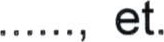 ......., et.